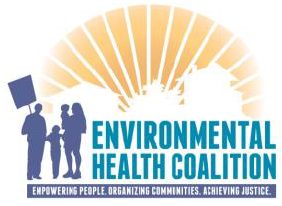 ENVIRONMENTAL
HEALTH COALITION
EMPOWERING PEOPLE. ORGANIZING COMMUNITIES. ACHIEVING JUSTICE.